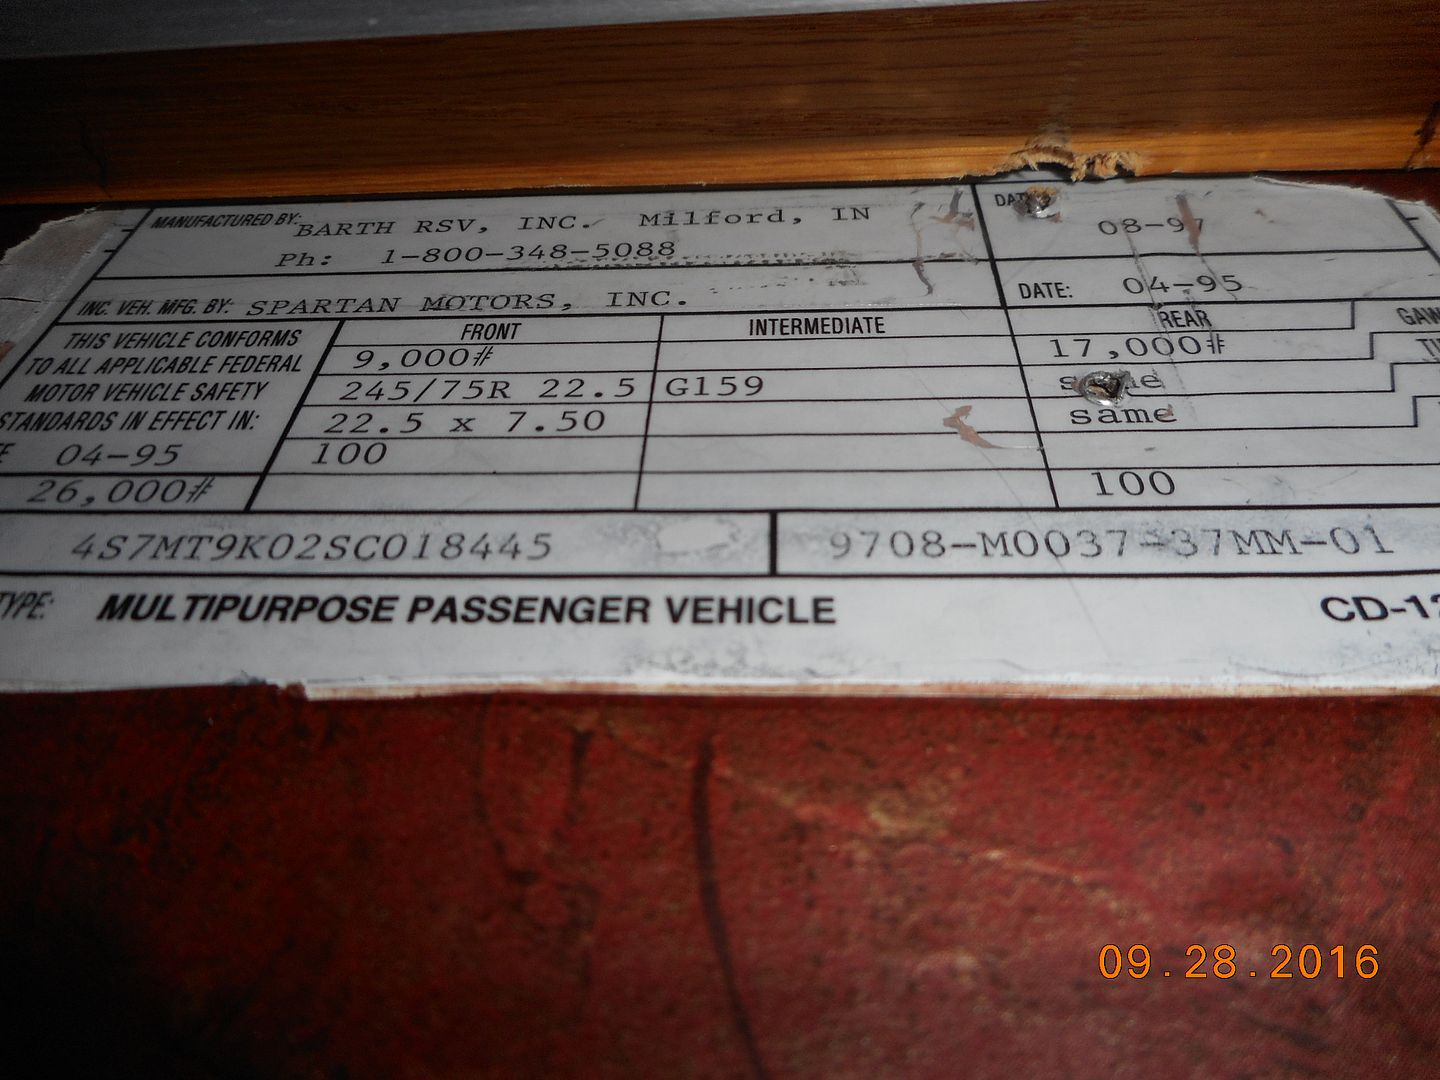 MANUFACTURED BY: BARTH RSV, INC. Milford, IN
Ph: 1-800-348-5088
08-97
INC. VEH. MFG. BY: SPARTAN MOTORS, INC.
DATE: 04-95
THIS VEHICLE CONFORMS
TO ALL APPLICABLE FEDERAL
MOTOR VEHICLE SAFETY
STANDARDS IN EFFECT IN:
04-95
26,000#
FRONT INTERMEDIATE REAR
9,000# 17,000#
245/75R 22.5 G159
22.5 x 7.50 same
100
100
4S7MT9K02SC018445 9708-M0037-37MM-01
TYPE: MULTIPURPOSE PASSENGER VEHICLE
09.28.2016